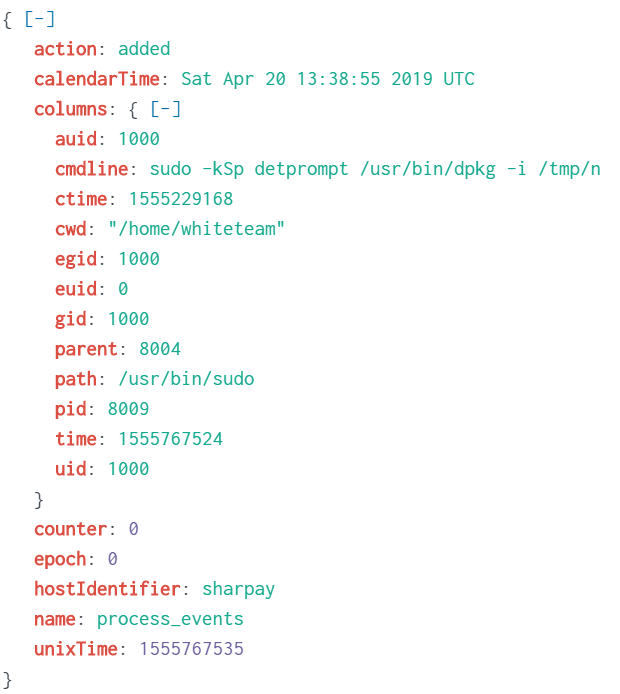 { [-]
action: added
calendarTime: Sat Apr 20 13:38:55 2019 UTC
columns: { [-]
auid: 1000
cmdline: sudo -kSp detprompt /usr/bin/dpkg -i /tmp/n
ctime: 1555229168
cwd: "/home/whiteteam"
egid: 1000
euid: 0
gid: 1000
parent: 8004
path: /usr/bin/sudo
pid: 8009
time: 1555767524
uid: 1000
}
counter: 0
epoch: 0
hostIdentifier: sharpay
name: process_events
unixTime: 1555767535
}